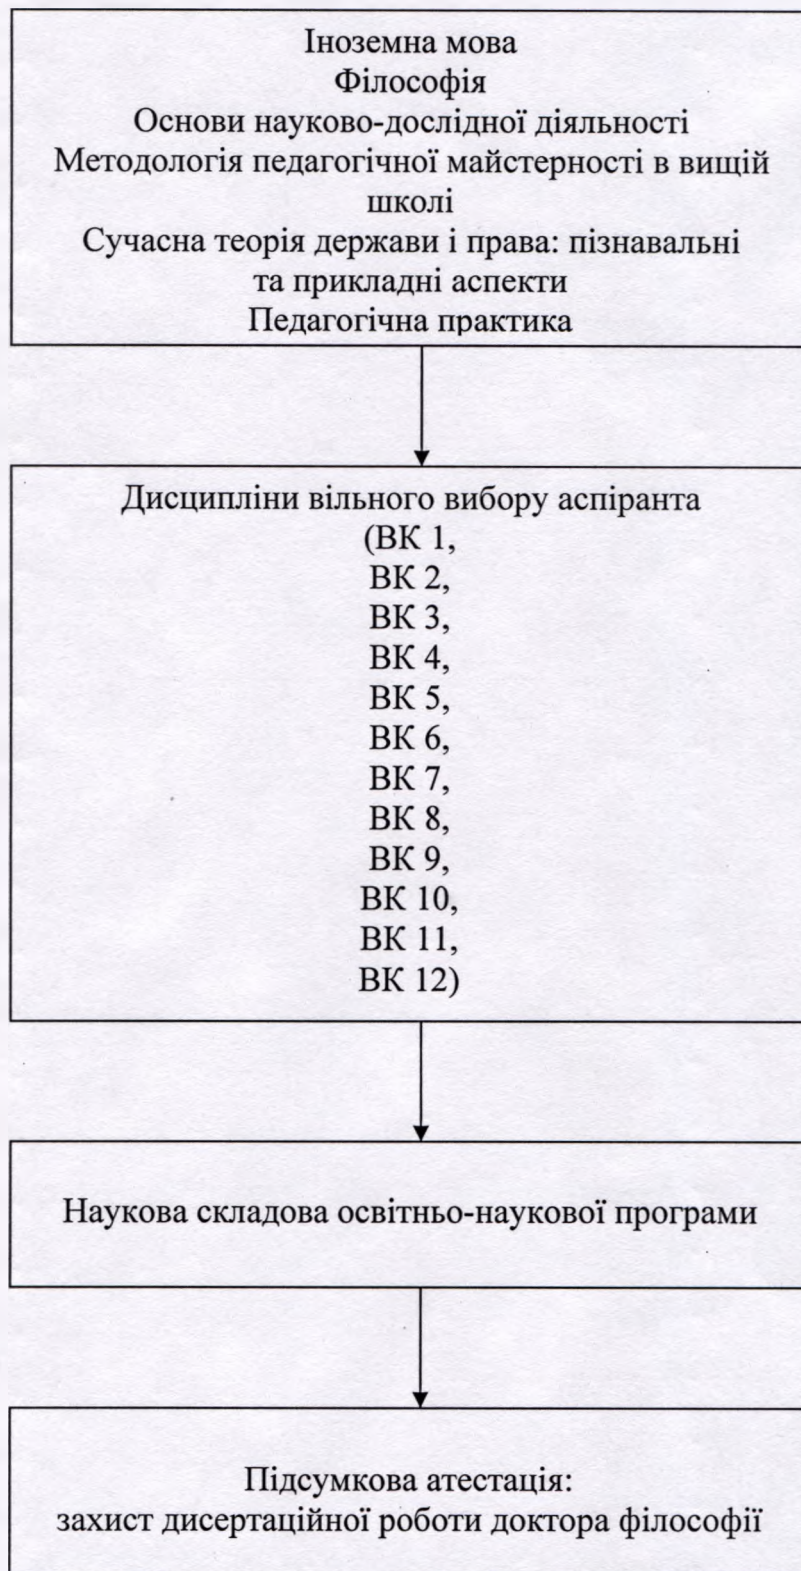 Іноземна мова
Філософія
Основи науково-дослідної діяльності
Методологія педагогічної майстерності в вищій
школі
Сучасна теорія держави і права: пізнавальні
та прикладні аспекти
Педагогічна практика
Дисципліни вільного вибору аспіранта
(ВК 1,
ВК 2,
ВК 3,
ВК 4,
ВК 5,
ВК 6,
ВК 7,
ВК 8,
ВК 9,
ВК 10,
ВК 11,
ВК 12)
Наукова складова освітньо-наукової програми
Підсумкова атестація:
захист дисертаційної роботи доктора філософії